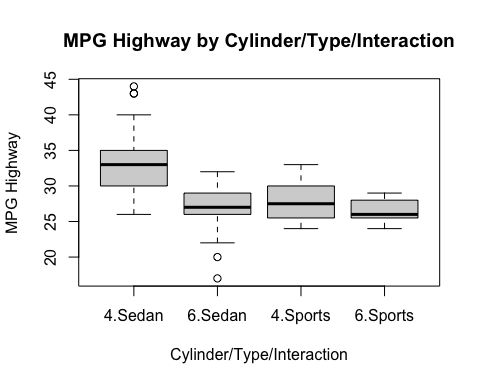 MPG Highway by Cylinder/Type/Interaction
MPG Highway
45
40
35
30
25
20
4.Sedan 6.Sedan 4.Sports 6.Sports
Cylinder/Type/Interaction